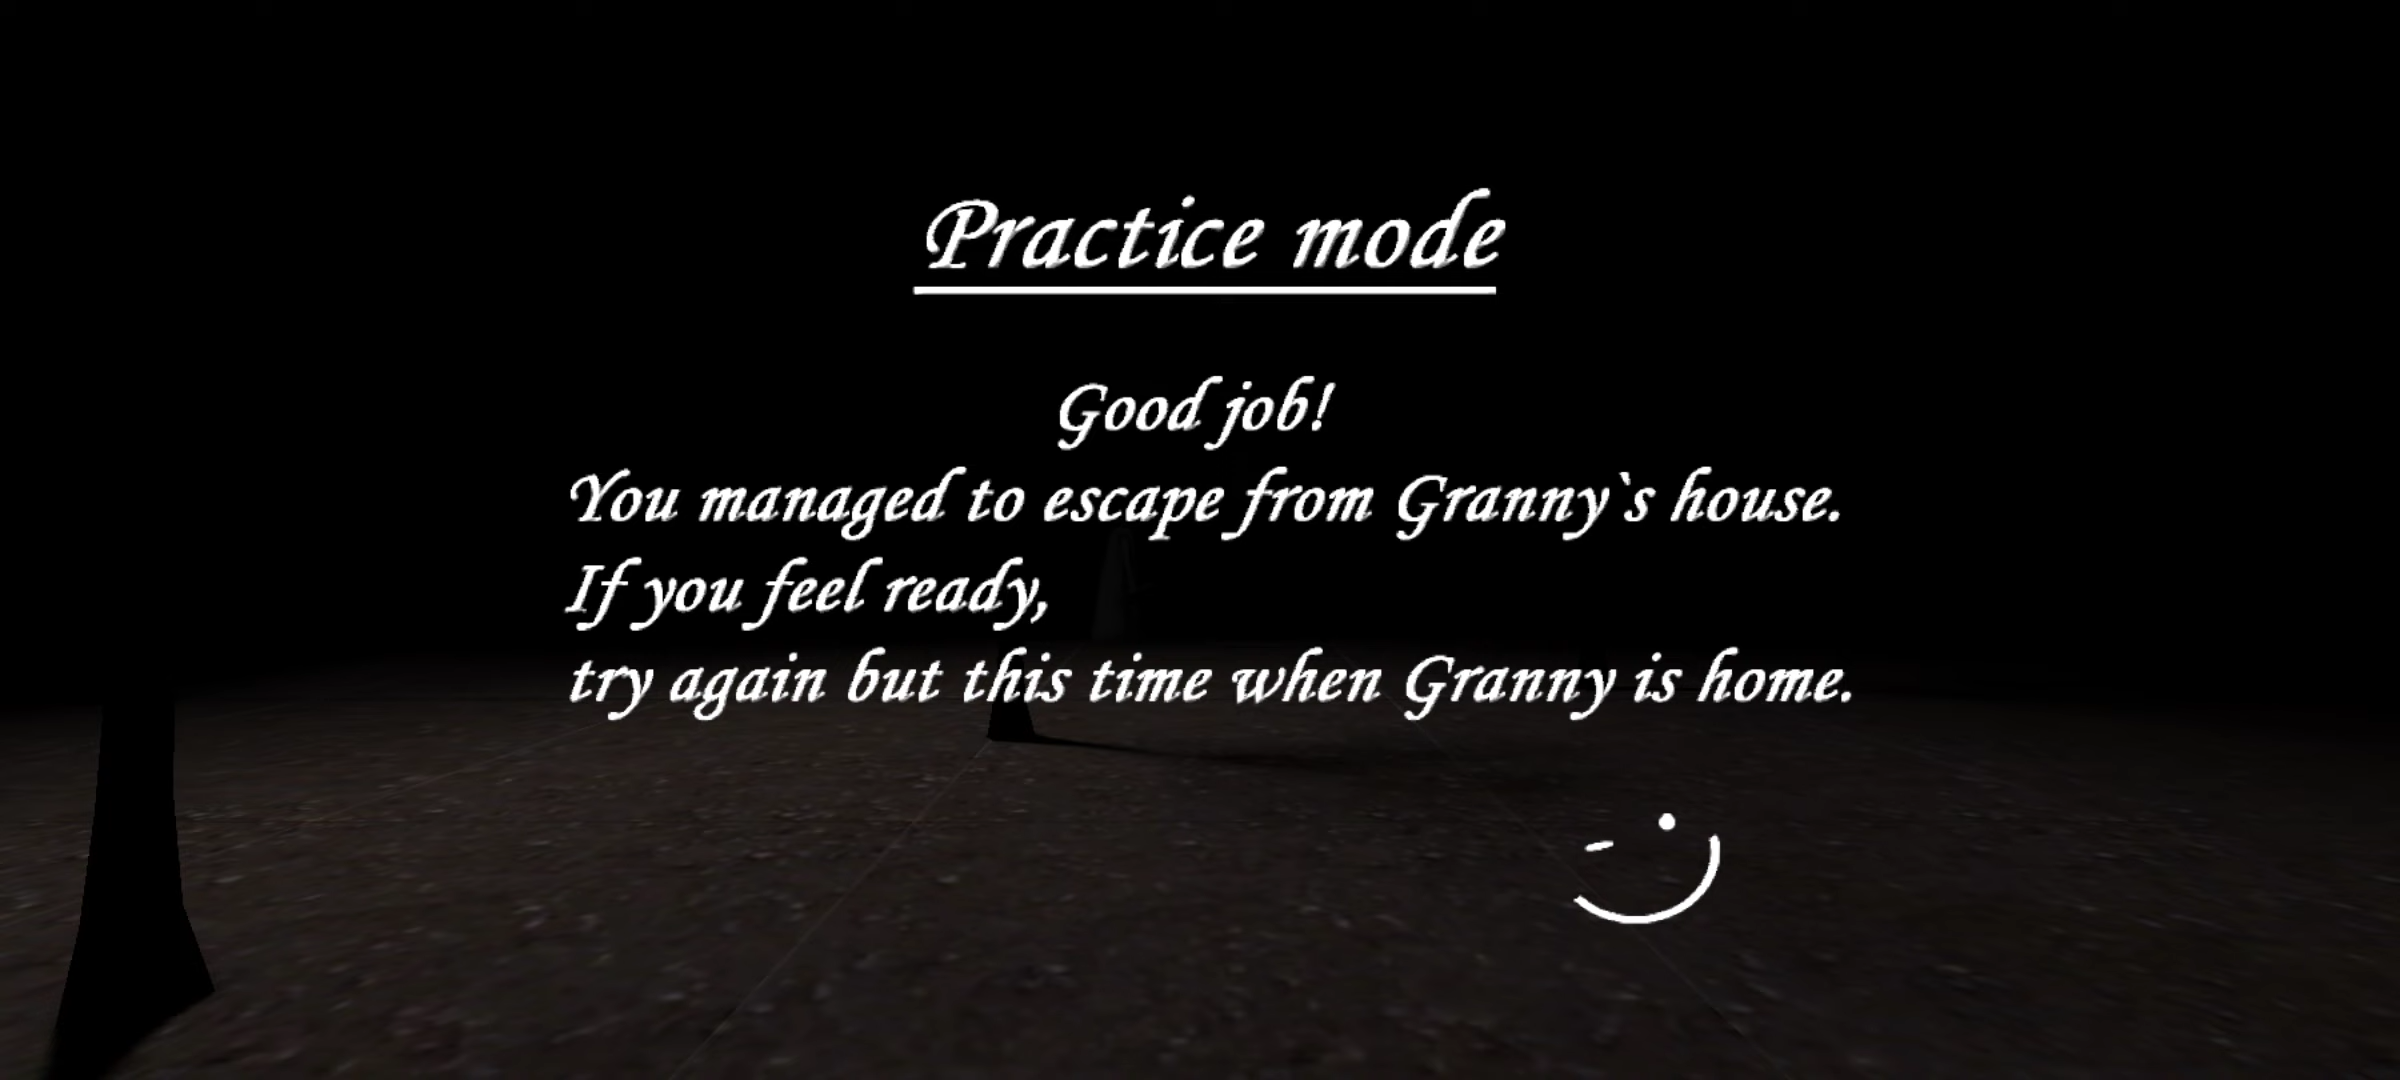 Practice mode
Good job!
You managed to escape from Granny`s house.
If you feel ready,
try again but this time when Granny is home.